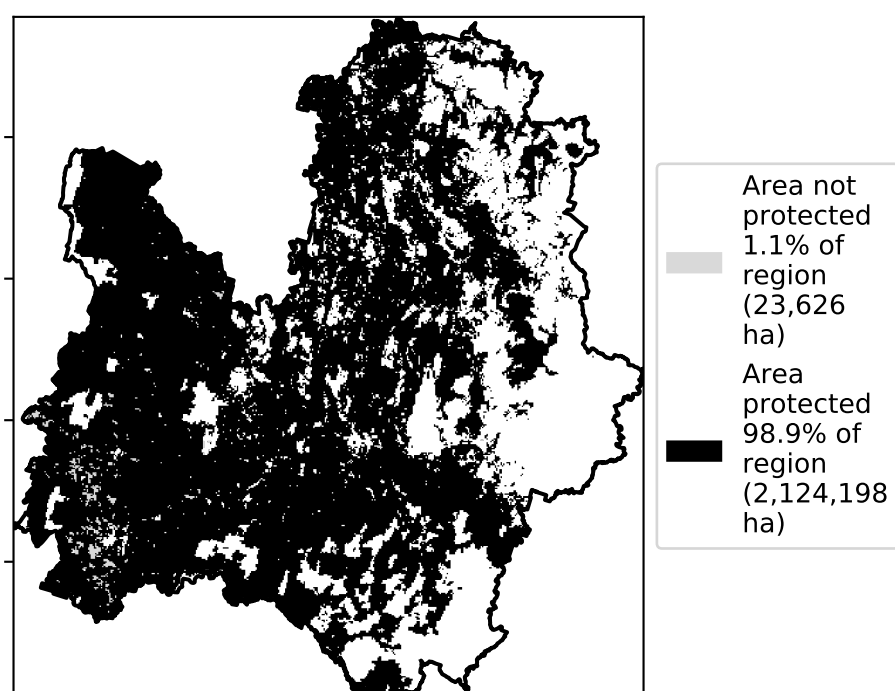 Area not
protected
1.1% of
region
(23,626
ha)
Area
protected
98.9% of
region
(2,124,198
ha)